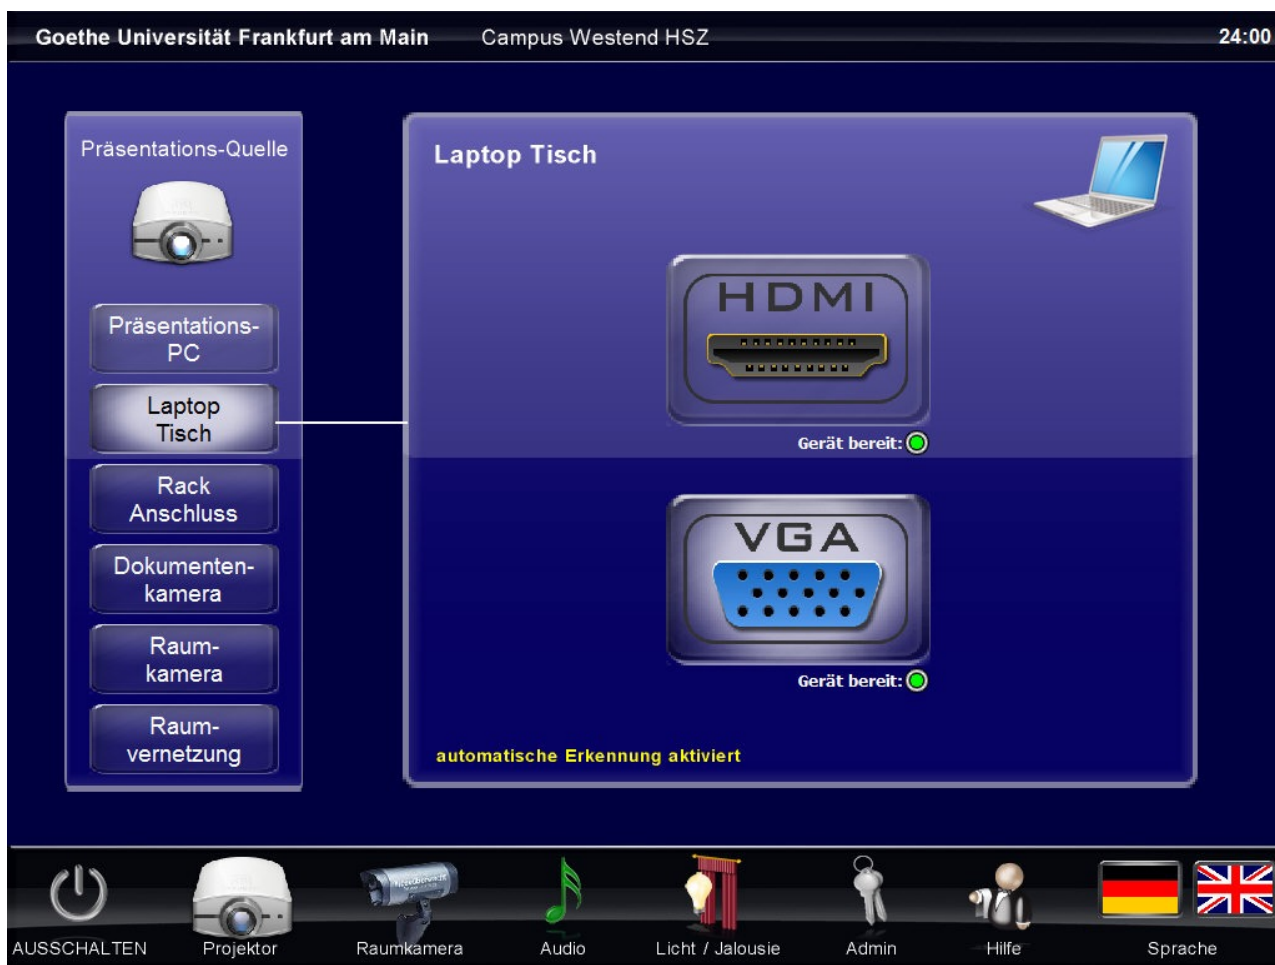 Goethe Universität Frankfurt am Main Campus Westend HSZ 24:00
Präsentations-Quelle
Präsentations-
PC
Laptop
Tisch
Rack
Anschluss
Dokumenten-
kamera
Raum-
kamera
Raum-
vernetzung
Laptop Tisch
HDMI
Gerät bereit:
VGA
Gerät bereit:
automatische Erkennung aktiviert
AUSSCHALTEN Projektor Raumkamera Audio Licht / Jalousie Admin Hilfe Sprache